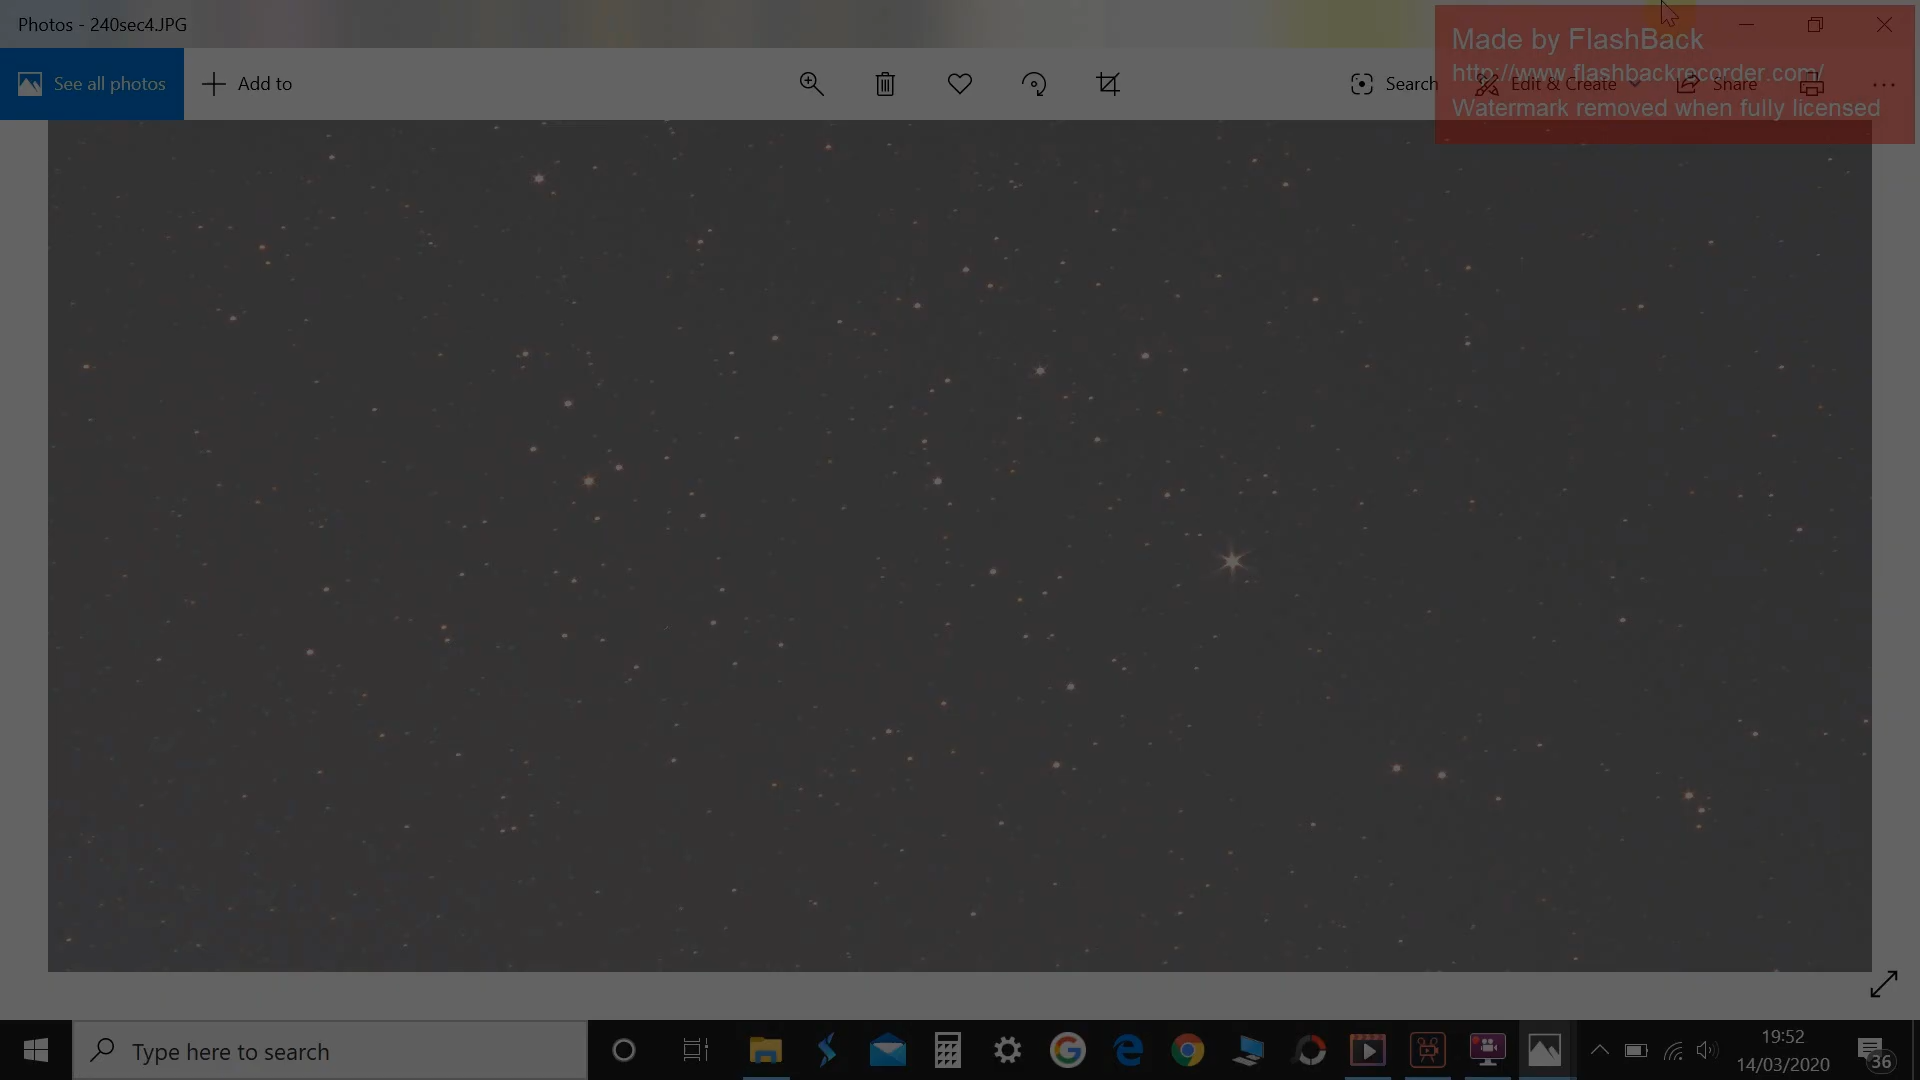 Photos - 240sec4.JPG
Made by FlashBack
http://www.flashbackrecorder.com/
Watermark removed when fully licensed
See all photos
Add to
Search
Edit & Create
Share
Type here to search
19:52
14/03/2020
36